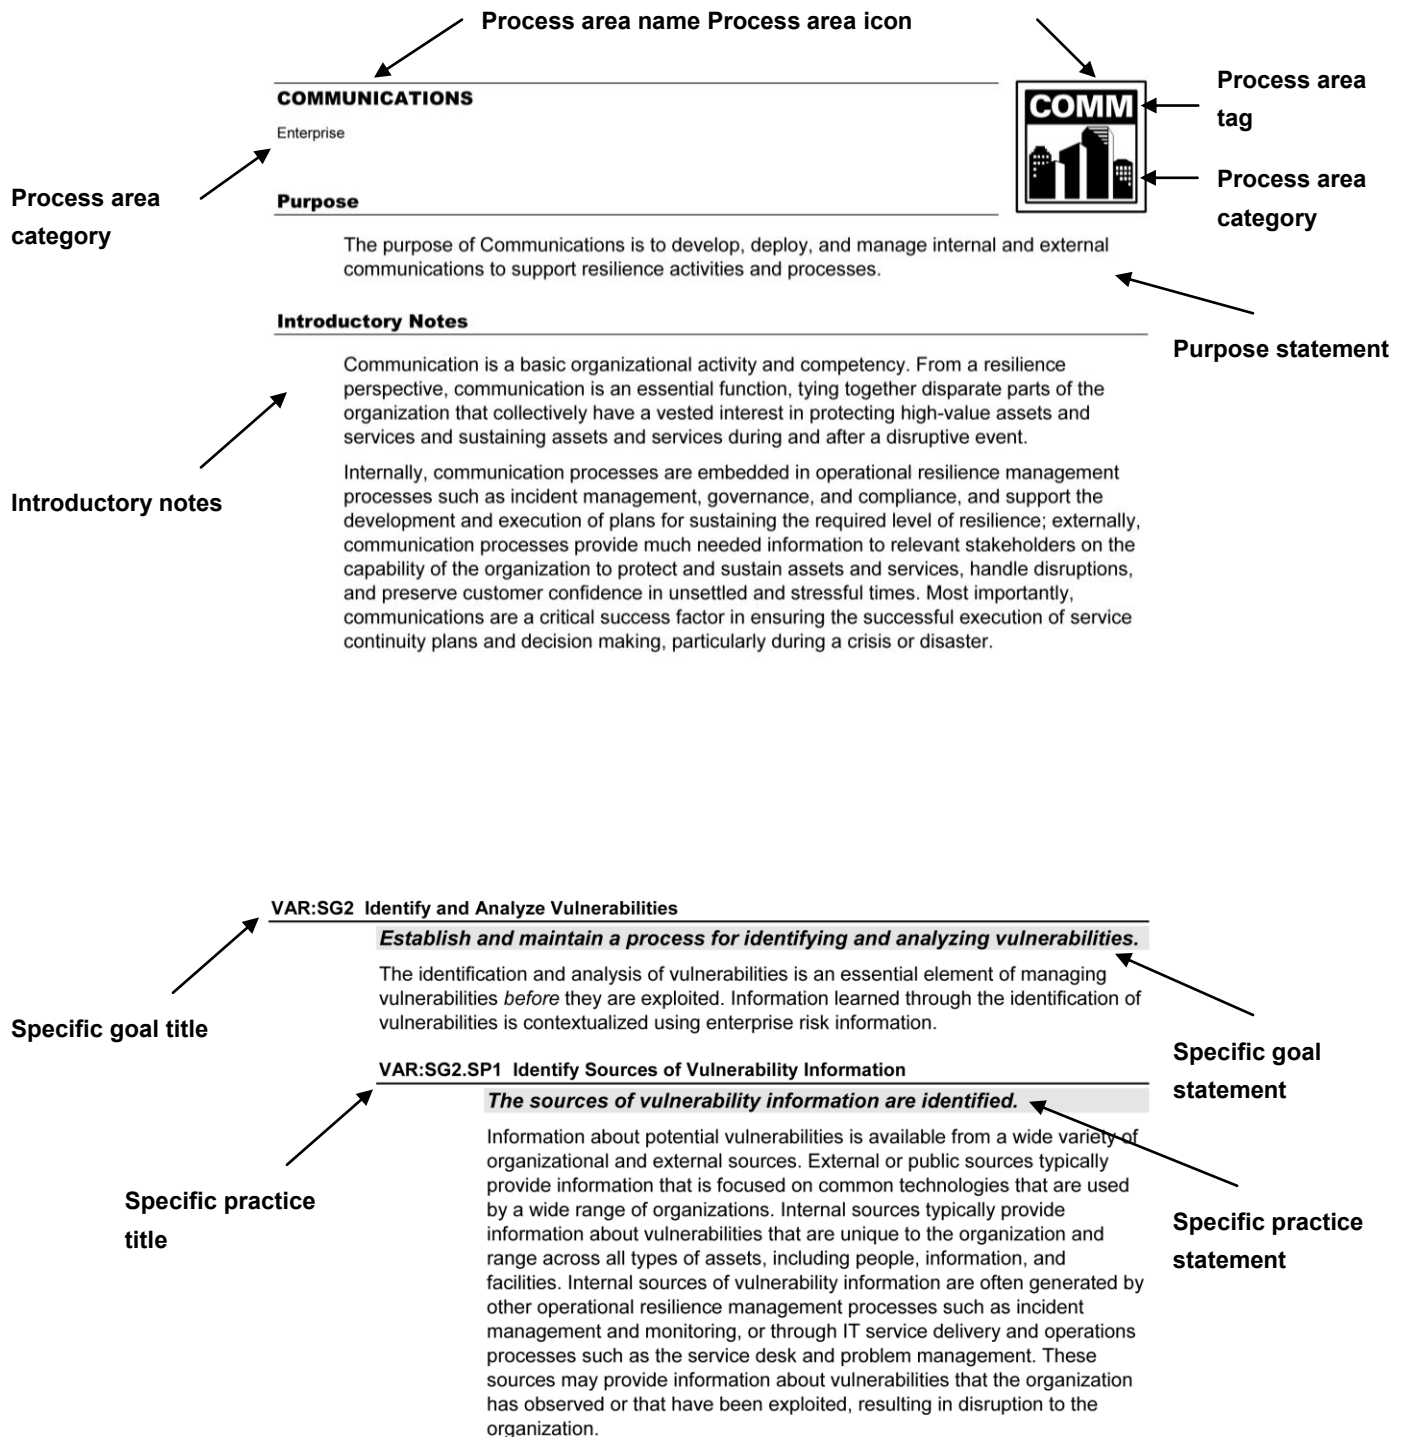 Process area name Process area icon
COMMUNICATIONS
Enterprise
COMM
Process area
tag
Process area
category
Process area
category
Purpose
The purpose of Communications is to develop, deploy, and manage internal and external
communications to support resilience activities and processes.
Purpose statement
Introductory Notes
Communication is a basic organizational activity and competency. From a resilience
perspective, communication is an essential function, tying together disparate parts of the
organization that collectively have a vested interest in protecting high-value assets and
services and sustaining assets and services during and after a disruptive event.
Introductory notes
Internally, communication processes are embedded in operational resilience management
processes such as incident management, governance, and compliance, and support the
development and execution of plans for sustaining the required level of resilience; externally,
communication processes provide much needed information to relevant stakeholders on the
capability of the organization to protect and sustain assets and services, handle disruptions,
and preserve customer confidence in unsettled and stressful times. Most importantly,
communications are a critical success factor in ensuring the successful execution of service
continuity plans and decision making, particularly during a crisis or disaster.
VAR:SG2 Identify and Analyze Vulnerabilities
Establish and maintain a process for identifying and analyzing vulnerabilities.
The identification and analysis of vulnerabilities is an essential element of managing
vulnerabilities before they are exploited. Information learned through the identification of
vulnerabilities is contextualized using enterprise risk information.
Specific goal title
Specific goal
statement
VAR:SG2.SP1 Identify Sources of Vulnerability Information
The sources of vulnerability information are identified.
Information about potential vulnerabilities is available from a wide variety of
organizational and external sources. External or public sources typically
provide information that is focused on common technologies that are used
by a wide range of organizations. Internal sources typically provide
information about vulnerabilities that are unique to the organization and
range across all types of assets, including people, information, and
facilities. Internal sources of vulnerability information are often generated by
other operational resilience management processes such as incident
management and monitoring, or through IT service delivery and operations
processes such as the service desk and problem management. These
sources may provide information about vulnerabilities that the organization
has observed or that have been exploited, resulting in disruption to the
organization.
Specific practice
title
Specific practice
statement